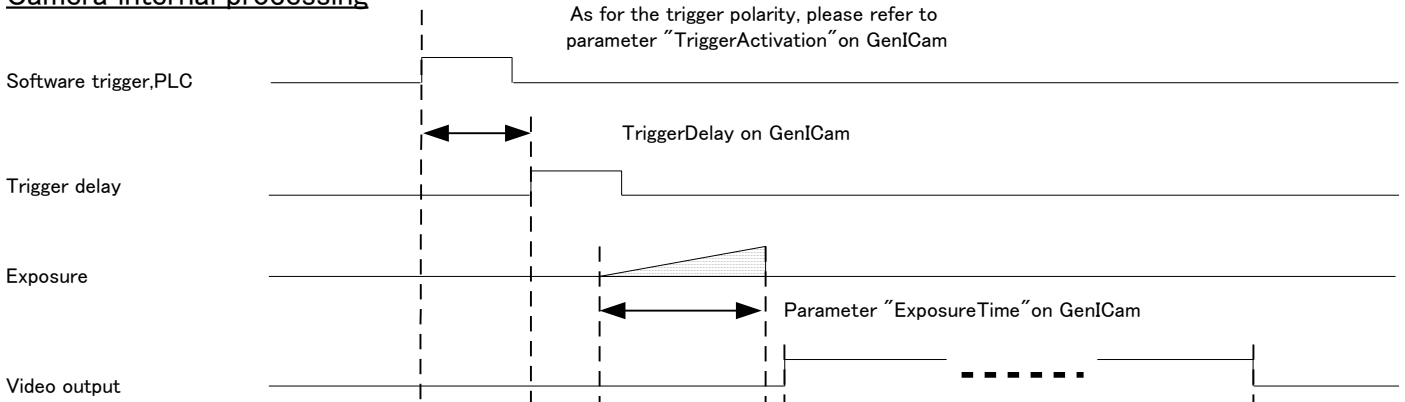 Camera internal processing
As for the trigger polarity, please refer to
parameter ″TriggerActivation″on GenICam
Software trigger,PLC
TriggerDelay on GenICam
Trigger delay
Exposure
Parameter ″ExposureTime″on GenICam
Video output